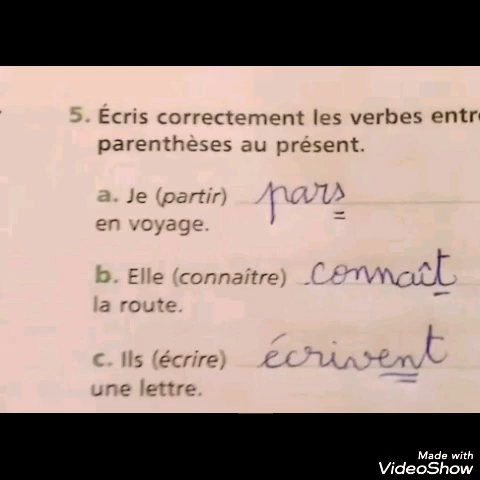 5. Écris correctement les verbes
parenthèses au présent.
a. Je (partir) pars
en voyage.
b. Elle (connaître) connaît
la route.
c. Ils (écrire) écrivent
une lettre.
Made with
VideoShow